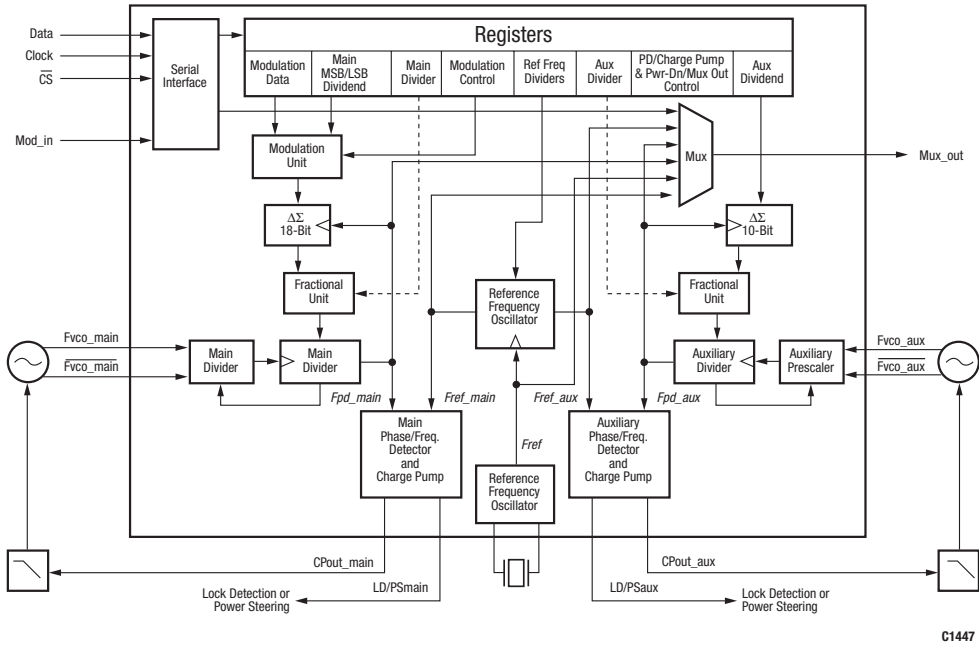 Registers
Modulation
Data
Main
MSB/LSB
Dividend
Main
Divider
Modulation
Control
Ref Freq
Dividers
Aux
Divider
PD/Charge Pump
& Pwr-Dn/Mux Out
Control
Aux
Dividend
Data
Clock
CS
Mod_in
Serial
Interface
Modulation
Unit
Mux
Mux_out
ΔΣ
18-Bit
ΔΣ
10-Bit
Fractional
Unit
Reference
Frequency
Oscillator
Fractional
Unit
Fvco_main
Fvco_main
Main
Divider
Main
Divider
Auxiliary
Divider
Auxiliary
Prescaler
Fvco_aux
Fvco_aux
Fpd_main
Fref_main
Fref_aux
Fpd_aux
Main
Phase/Freq.
Detector
and
Charge Pump
Fref
Auxiliary
Phase/Freq.
Detector
and
Charge Pump
Reference
Frequency
Oscillator
CPout_main
CPout_aux
LD/PSmain
LD/PSaux
Lock Detection or
Power Steering
Lock Detection or
Power Steering
C1447